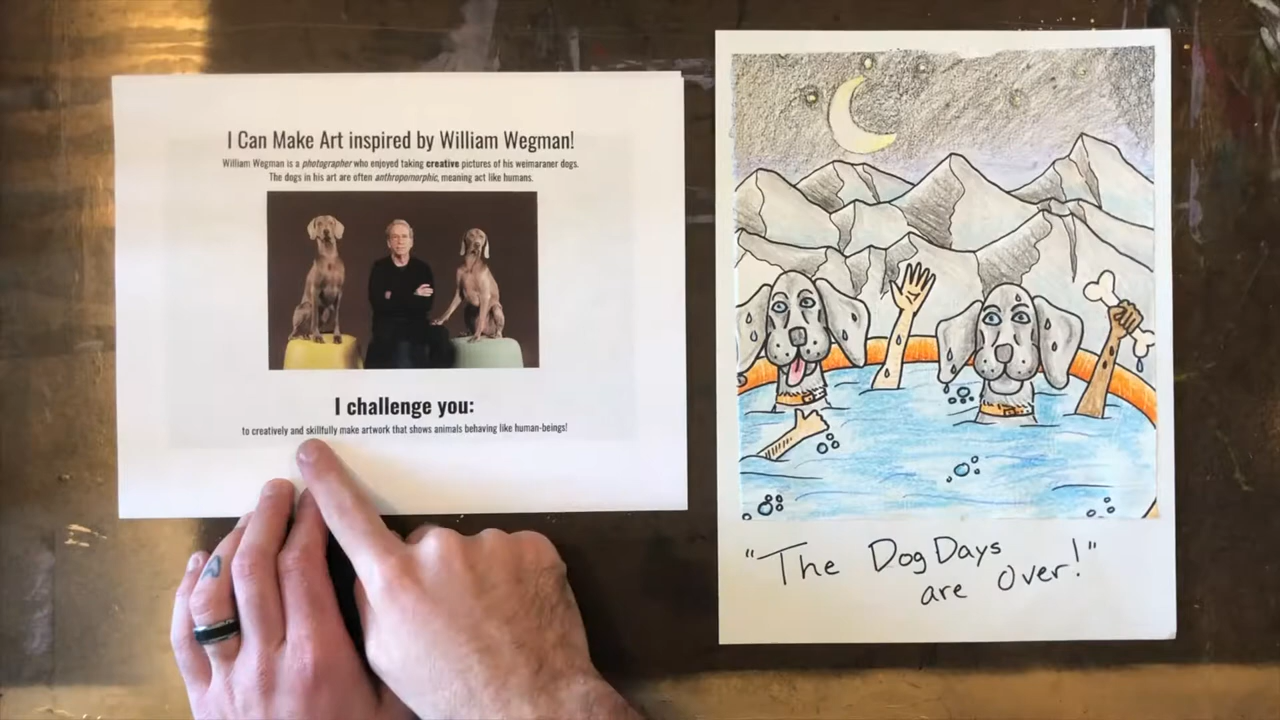 I Can Make Art inspired by William Wegman!
William Wegman is a photographer who enjoyed taking creative pictures of his weimaraner dogs.
The dogs in his art are often anthropomorphic, meaning act like humans.
I challenge you:
to creatively and skillfully make artwork that shows animals behaving like human-beings!
"The Dog Days
are over!"